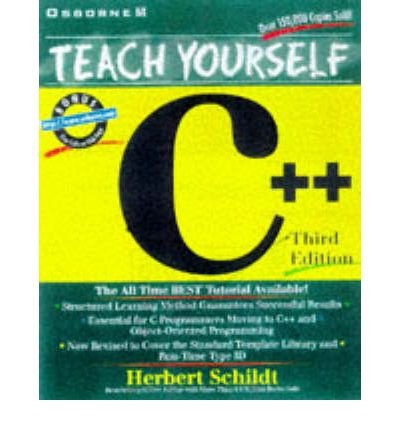 OSBORNE
Over 150,000 Copies Sold!
TEACH YOURSELF
BONUS
C++
Third
Edition
The All Time BEST Tutorial Available!
• Structured Learning Method Guarantees Successful Results •
• Essential for C Programmers Moving to C++ and
Object-Oriented Programming
• Now Revised to Cover the Standard Template Library and
Run-Time Type ID
Herbert Schildt